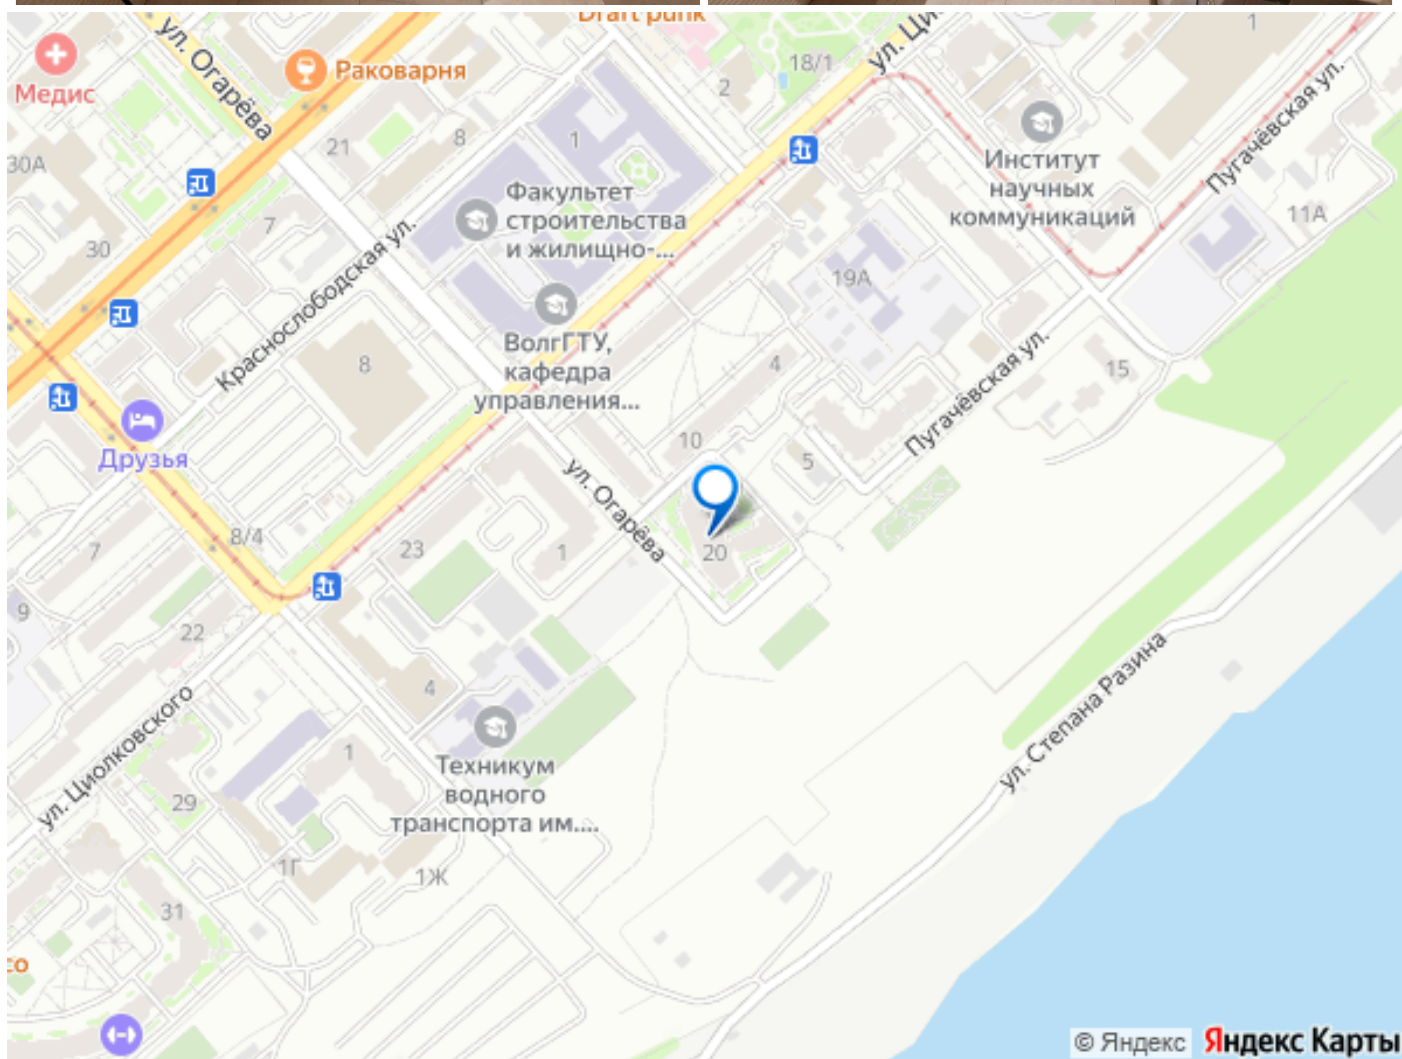 Draft punk
ул. Огарёва
Раковарня
Медис
18/1
ул. Ци
1
2
21
8
1
30А
Пугачёвская ул.
Институт
научных
коммуникаций
Факультет
строительства
и жилищно-...
7
11А
30
Краснослободская ул.
19А
ВолгГТУ,
кафедра
управления...
8
4
15
Пугачёвская ул.
Друзья
10
5
ул. Огарёва
8/4
7
23
1
20
9
22
4
ул. Степана Разина
ул. Циолковского
1
Техникум
водного
транспорта им....
29
1Г
1Ж
31
со
© Яндекс
Яндекс Карты